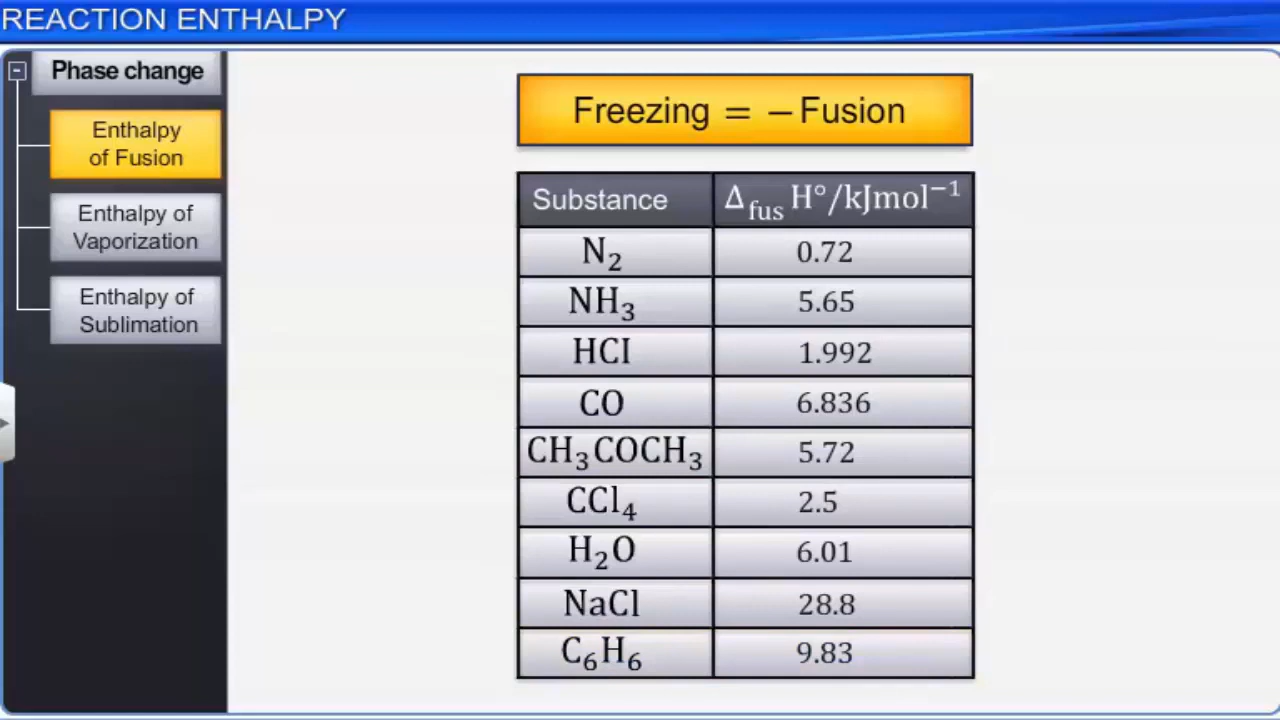 REACTION ENTHALPY
Phase change
Enthalpy
of Fusion
Enthalpy of
Vaporization
Enthalpy of
Sublimation
Freezing = −Fusion
Substance Δfus H°/kJmol⁻¹
N₂ 0.72
NH₃ 5.65
HCI 1.992
CO 6.836
CH₃COCH₃ 5.72
CCl₄ 2.5
H₂O 6.01
NaCl 28.8
C₆H₆ 9.83